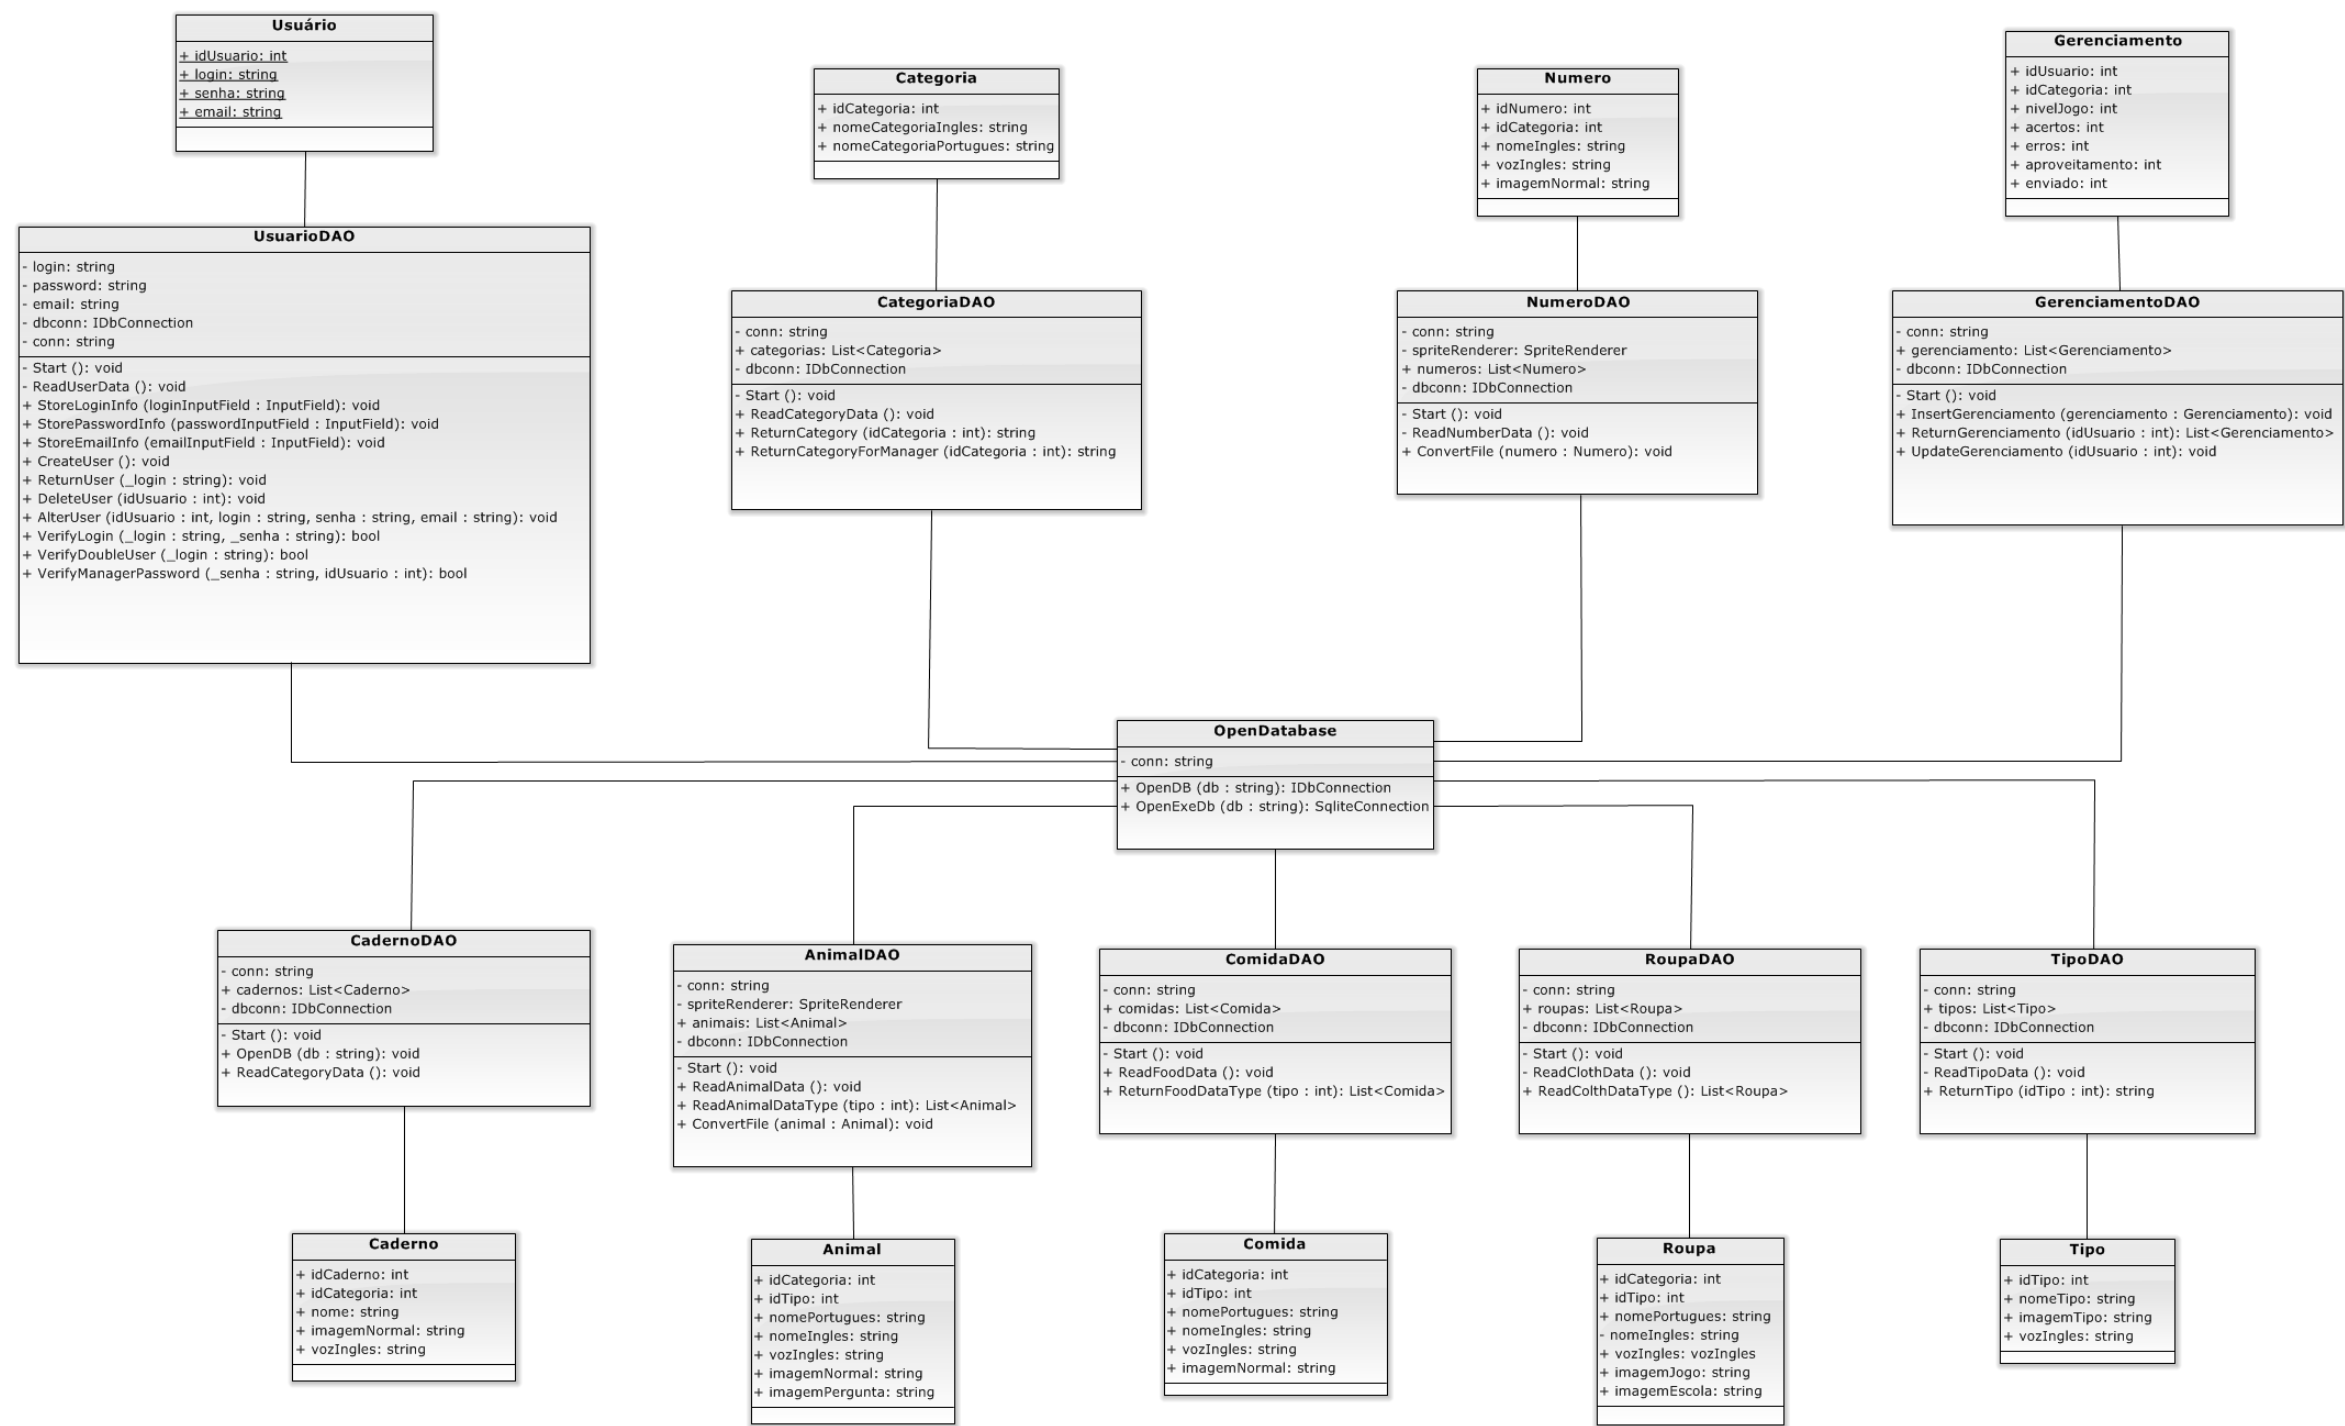 Usuário
+ idUsuario: int
+ login: string
+ senha: string
+ email: string
Categoria
+ idCategoria: int
+ nomeCategoriaIngles: string
+ nomeCategoriaPortugues: string
Numero
+ idNumero: int
+ idCategoria: int
+ nomeIngles: string
+ vozIngles: string
+ imagemNormal: string
Gerenciamento
+ idUsuario: int
+ idCategoria: int
+ nivelJogo: int
+ acertos: int
+ erros: int
+ aproveitamento: int
+ enviado: int
UsuarioDAO
- login: string
- password: string
- email: string
- dbconn: IDbConnection
- conn: string
- Start (): void
- ReadUserData (): void
+ StoreLoginInfo (loginInputField : InputField): void
+ StorePasswordInfo (passwordInputField : InputField): void
+ StoreEmailInfo (emailInputField : InputField): void
+ CreateUser (): void
+ ReturnUser (_login : string): void
+ DeleteUser (idUsuario : int): void
+ AlterUser (idUsuario : int, login : string, senha : string, email : string): void
+ VerifyLogin (_login : string, _senha : string): bool
+ VerifyDoubleUser (_login : string): bool
+ VerifyManagerPassword (_senha : string, idUsuario : int): bool
CategoriaDAO
- conn: string
+ categorias: List<Categoria>
- dbconn: IDbConnection
- Start (): void
+ ReadCategoryData (): void
+ ReturnCategory (idCategoria : int): string
+ ReturnCategoryForManager (idCategoria : int): string
NumeroDAO
- conn: string
- spriteRenderer: SpriteRenderer
+ numeros: List<Numero>
- dbconn: IDbConnection
- Start (): void
- ReadNumberData (): void
+ ConvertFile (numero : Numero): void
GerenciamentoDAO
- conn: string
+ gerenciamento: List<Gerenciamento>
- dbconn: IDbConnection
- Start (): void
+ InsertGerenciamento (gerenciamento : Gerenciamento): void
+ ReturnGerenciamento (idUsuario : int): List<Gerenciamento>
+ UpdateGerenciamento (idUsuario : int): void
OpenDatabase
- conn: string
+ OpenDB (db : string): IDbConnection
+ OpenExeDb (db : string): SqliteConnection
CadernoDAO
- conn: string
+ cadernos: List<Caderno>
- dbconn: IDbConnection
- Start (): void
+ OpenDB (db : string): void
+ ReadCategoryData (): void
AnimalDAO
- conn: string
- spriteRenderer: SpriteRenderer
+ animais: List<Animal>
- dbconn: IDbConnection
- Start (): void
+ ReadAnimalData (): void
+ ReadAnimalDataType (tipo : int): List<Animal>
+ ConvertFile (animal : Animal): void
ComidaDAO
- conn: string
+ comidas: List<Comida>
- dbconn: IDbConnection
- Start (): void
+ ReadFoodData (): void
+ ReturnFoodDataType (tipo : int): List<Comida>
RoupaDAO
- conn: string
+ roupas: List<Roupa>
- dbconn: IDbConnection
- Start (): void
- ReadClothData (): void
+ ReadColthDataType (): List<Roupa>
TipoDAO
- conn: string
+ tipos: List<Tipo>
- dbconn: IDbConnection
- Start (): void
- ReadTipoData (): void
+ ReturnTipo (idTipo : int): string
Caderno
+ idCaderno: int
+ idCategoria: int
+ nome: string
+ imagemNormal: string
+ vozIngles: string
Animal
+ idCategoria: int
+ idTipo: int
+ nomePortugues: string
+ nomeIngles: string
+ vozIngles: string
+ imagemNormal: string
+ imagemPergunta: string
Comida
+ idCategoria: int
+ idTipo: int
+ nomePortugues: string
+ nomeIngles: string
+ vozIngles: string
+ imagemNormal: string
Roupa
+ idCategoria: int
+ idTipo: int
+ nomePortugues: string
- nomeIngles: string
+ vozIngles: vozIngles
+ imagemJogo: string
+ imagemEscola: string
Tipo
+ idTipo: int
+ nomeTipo: string
+ imagemTipo: string
+ vozIngles: string